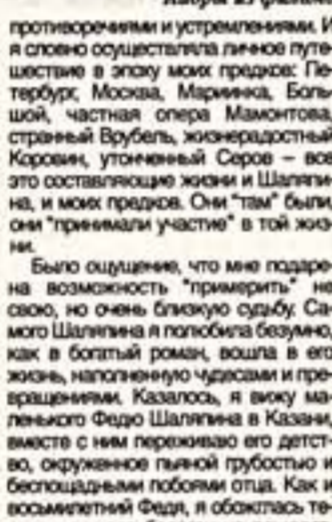 противоречиями и устремлениями. И
я словно осуществляла личное путе-
шествие в эпоху моих предков: Пе-
тербург, Москва, Мариинка, Боль-
шой, частная опера Мамонтова,
странный Врубель, жизнерадостный
Коровин, утонченный Серов – все
это составляющие жизни и Шаляпи-
на, и моих предков. Они "там" были,
они "принимали участие" в той жиз-
ни.
Было ощущение, что мне подаре-
на возможность "примерить" не
свою, но очень близкую судьбу. Са-
мого Шаляпина я полюбила безумно,
как в богатый роман, вошла в его
жизнь, наполненную чудесами и пре-
вращениями. Казалось, я вижу ма-
ленького Федю Шаляпина в Казани,
вместе с ним переживаю его детст-
во, окруженное пьяной грубостью и
беспощадными побоями отца. Как и
восьмилетний Федя, я обожглась те-